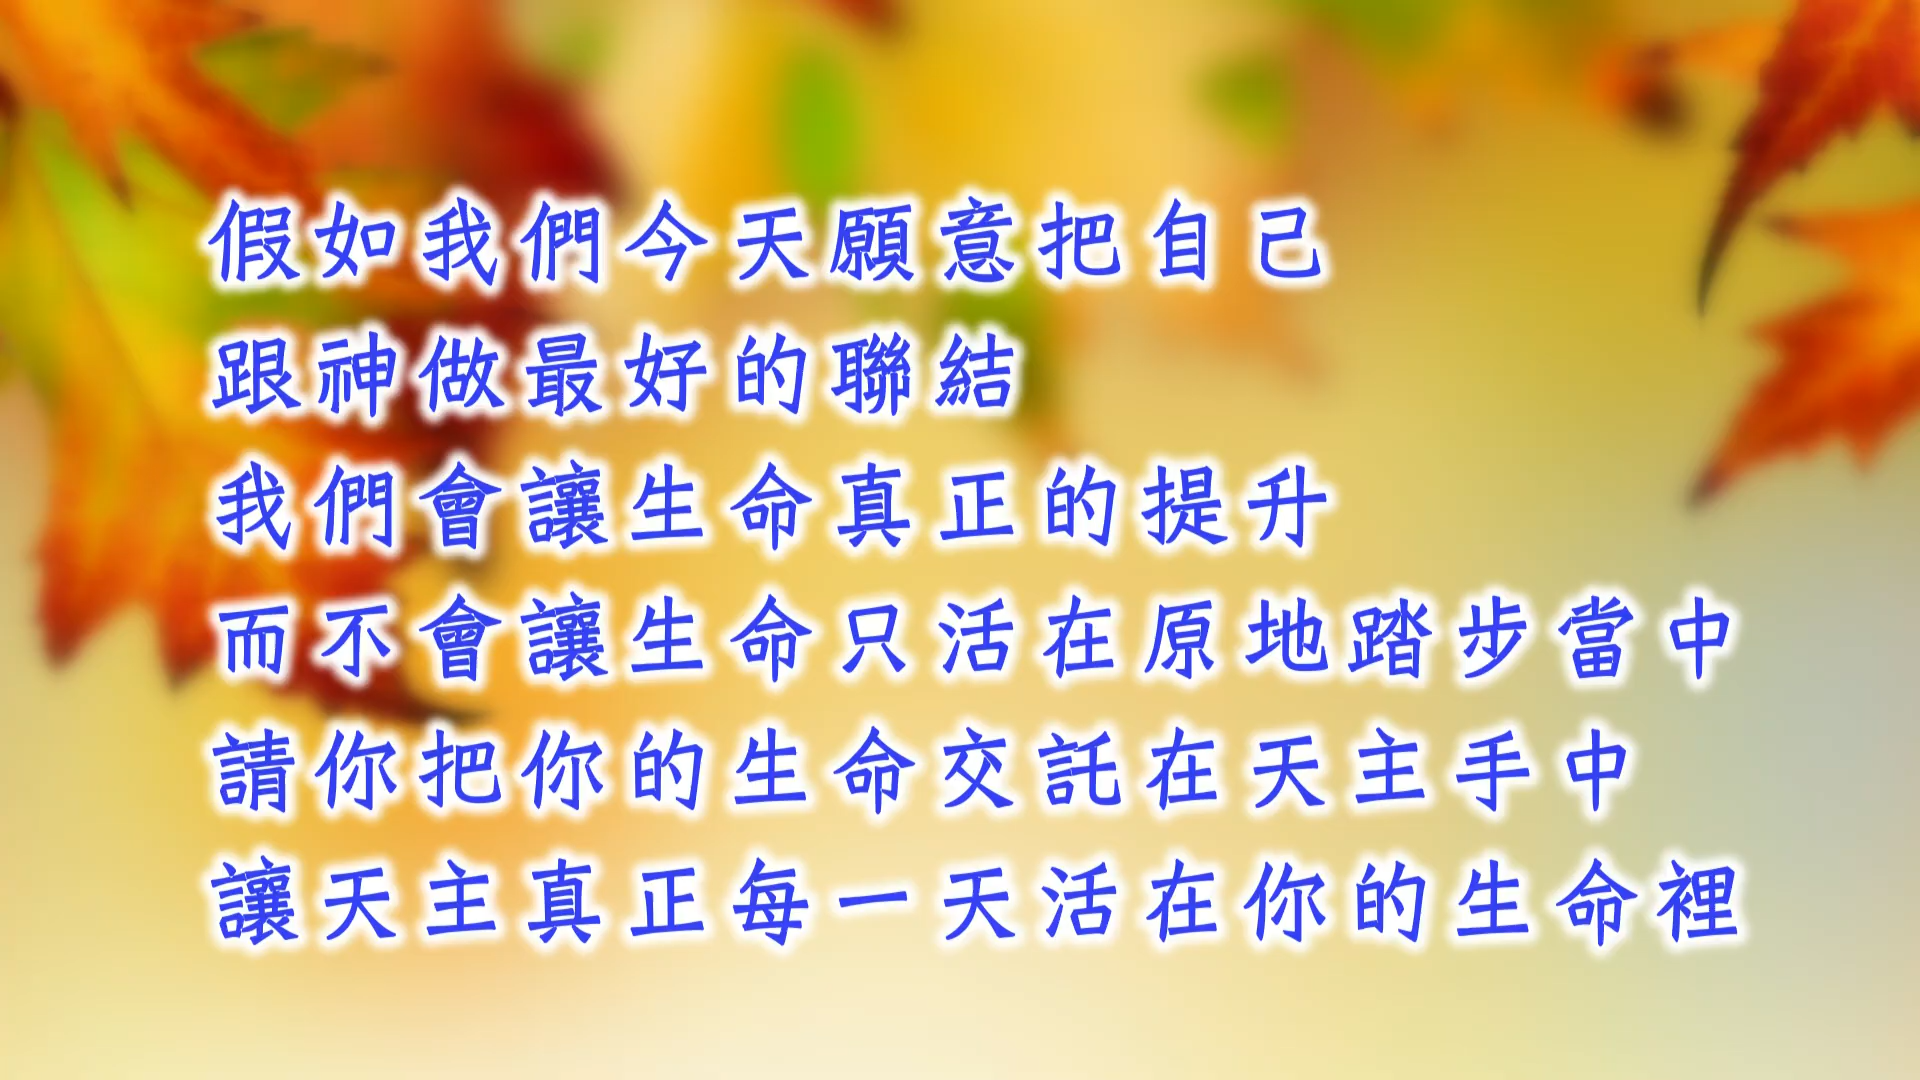 假如我們今天願意把自己
跟神做最好的聯結
我們會讓生命真正的提升
而不會讓生命只活在原地踏步當中
請你把你的生命交託在天主手中
讓天主真正每一天活在你的生命裡